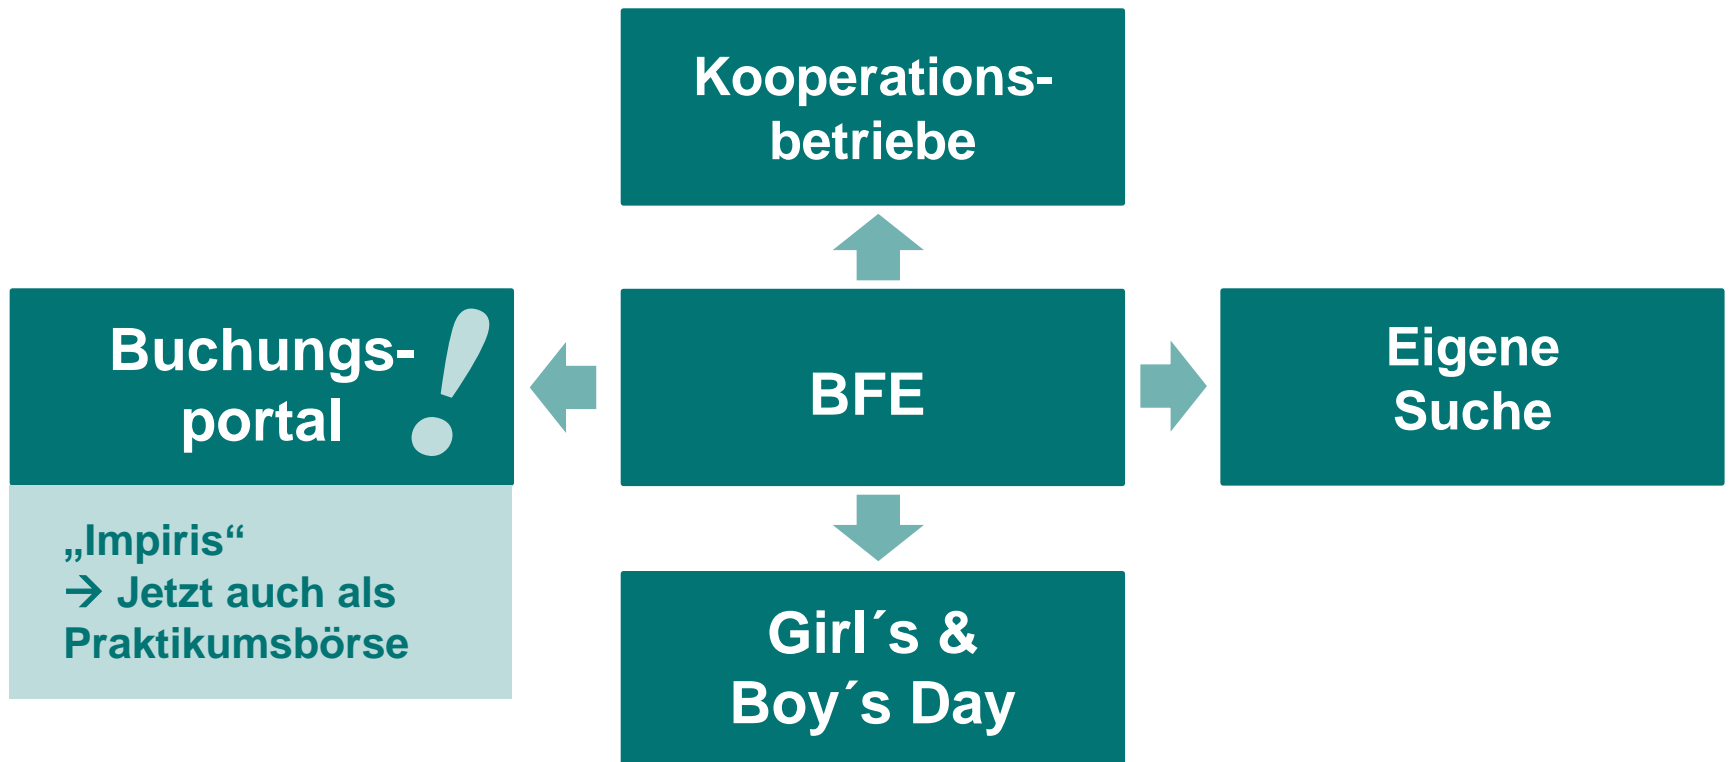 Kooperations-
betriebe
Buchungs-
portal
!
„Impiris“
→ Jetzt auch als
Praktikumsbörse
BFE
Eigene
Suche
Girl´s &
Boy´s Day